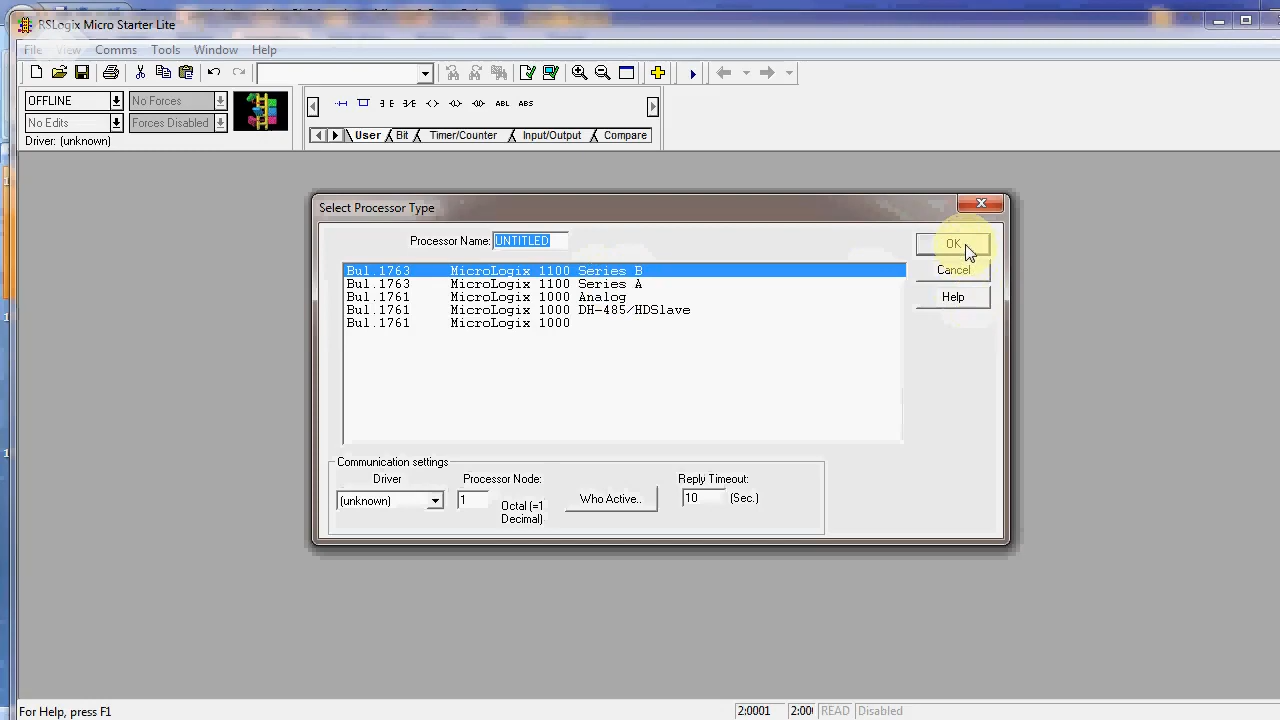 RSLogix Micro Starter Lite
File View Comms Tools Window Help
OFFLINE No Forces
No Edits Forces Disabled
Driver: (unknown)
ABL ABS
User Bit Timer/Counter Input/Output Compare
Select Processor Type
Processor Name: UNTITLED
OK
Cancel
Help
Bul.1763 MicroLogix 1100 Series B
Bul.1763 MicroLogix 1100 Series A
Bul.1761 MicroLogix 1000 Analog
Bul.1761 MicroLogix 1000 DH-485/HDSlave
Bul.1761 MicroLogix 1000
Communication settings
Driver Processor Node: Reply Timeout:
(unknown) 1 Octal (=1 Decimal) Who Active.. 10 (Sec.)
For Help, press F1 2:0001 2:00 READ Disabled